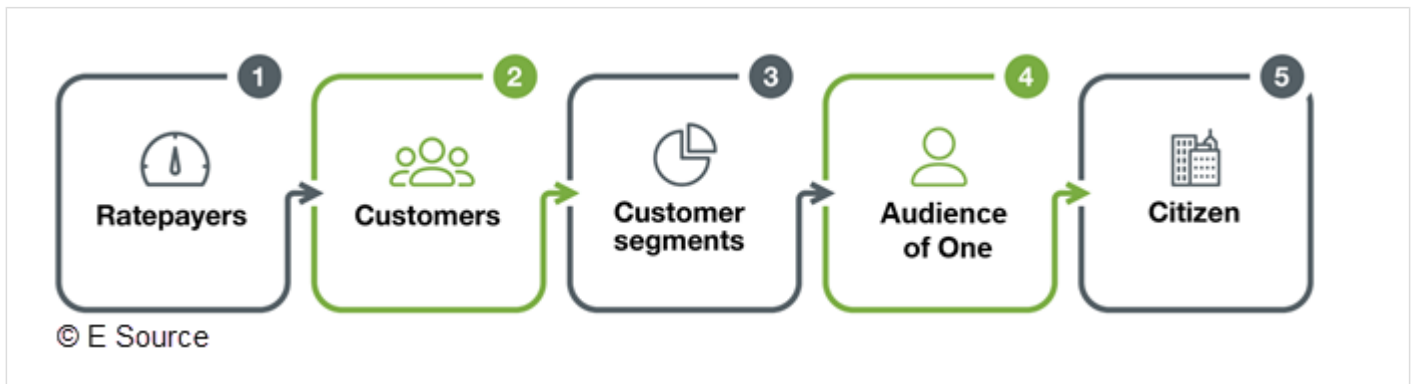 1
Ratepayers
2
Customers
3
Customer
segments
4
Audience
of One
5
Citizen
© E Source